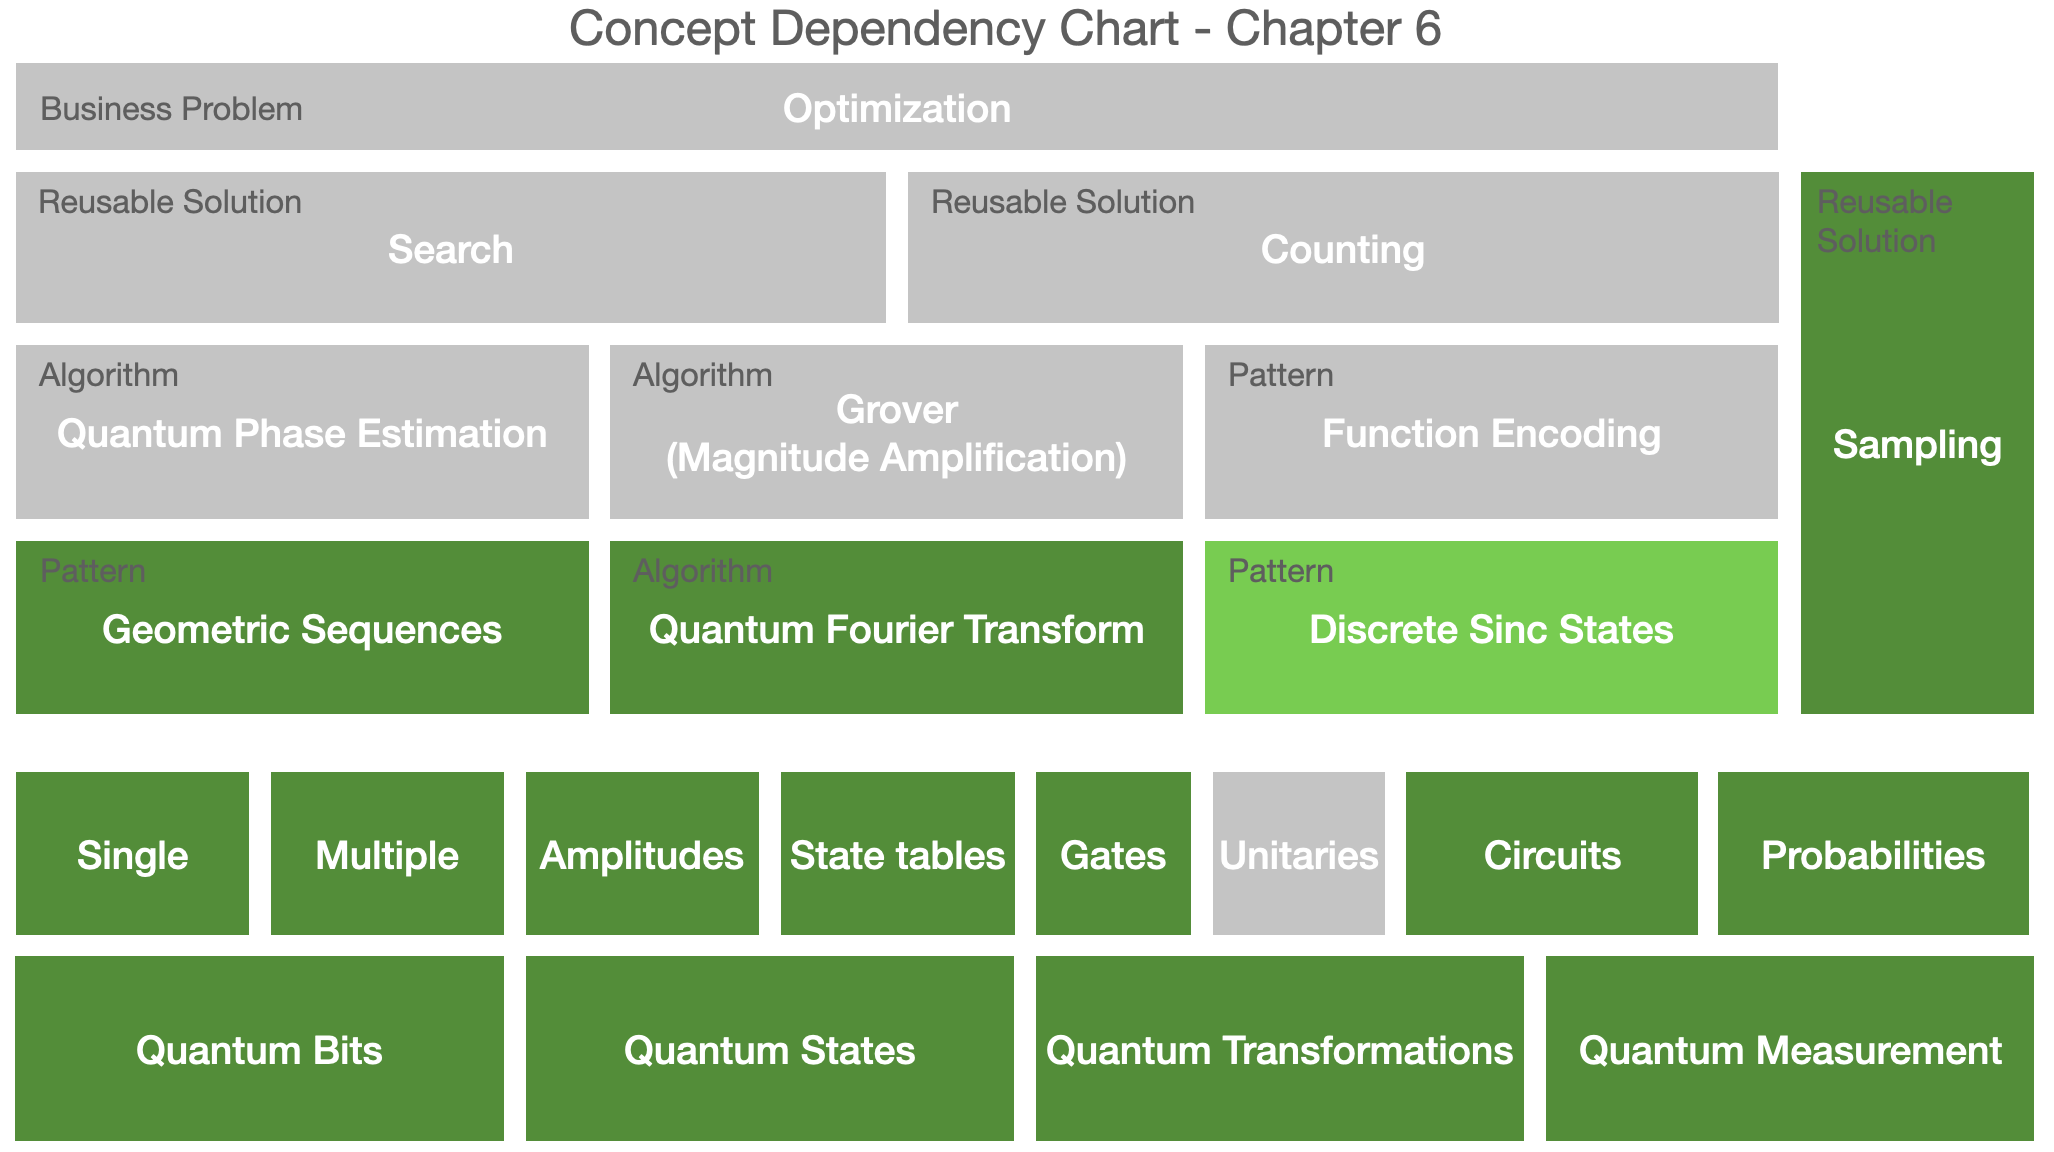 Concept Dependency Chart - Chapter 6
Business Problem
Optimization
Reusable Solution
Search
Reusable Solution
Counting
Reusable
Solution
Sampling
Algorithm
Quantum Phase Estimation
Algorithm
Grover
(Magnitude Amplification)
Pattern
Function Encoding
Pattern
Geometric Sequences
Algorithm
Quantum Fourier Transform
Pattern
Discrete Sinc States
Single
Multiple
Amplitudes
State tables
Gates
Unitaries
Circuits
Probabilities
Quantum Bits
Quantum States
Quantum Transformations
Quantum Measurement